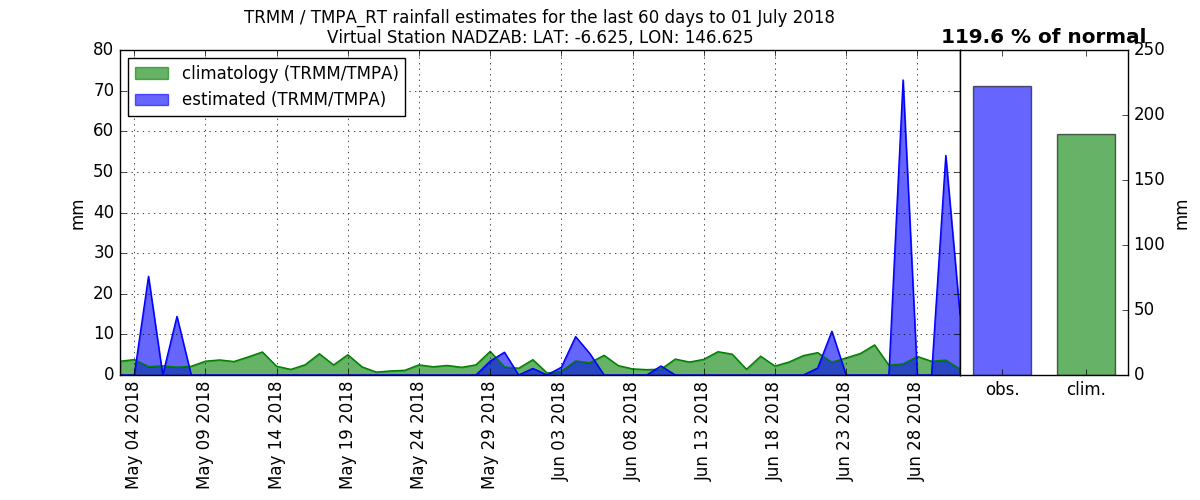 TRMM / TMPA_RT rainfall estimates for the last 60 days to 01 July 2018
Virtual Station NADZAB: LAT: -6.625, LON: 146.625
119.6 % of normal
climatology (TRMM/TMPA)
estimated (TRMM/TMPA)
mm
80
70
60
50
40
30
20
10
0
May 04 2018
May 09 2018
May 14 2018
May 19 2018
May 24 2018
May 29 2018
Jun 03 2018
Jun 08 2018
Jun 13 2018
Jun 18 2018
Jun 23 2018
Jun 28 2018
obs.
clim.
250
200
150
100
50
0
mm